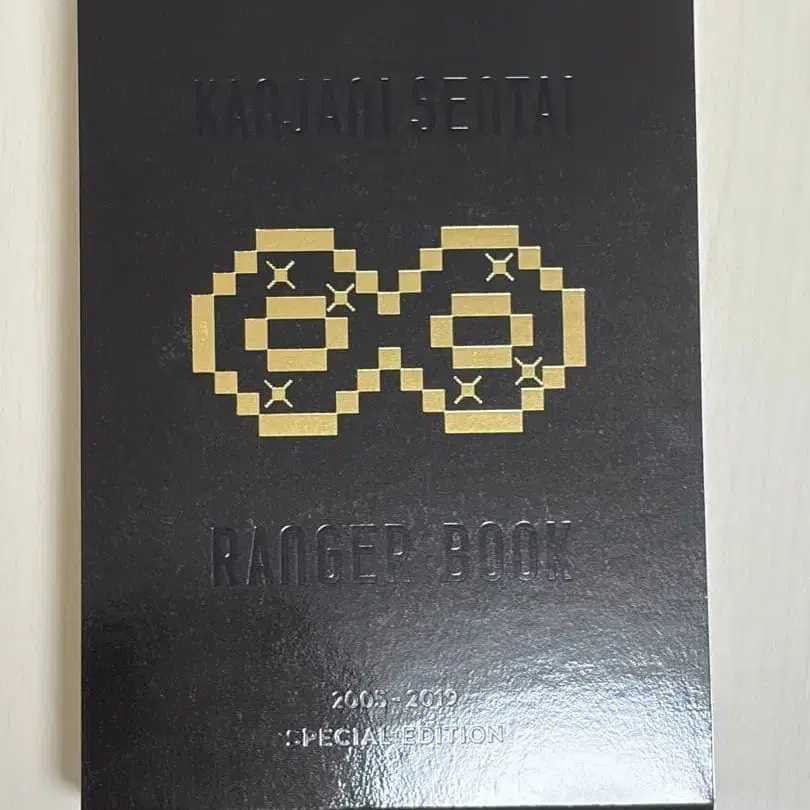 KANJANI SENTAI
RANGER BOOK
2005-2019
SPECIAL EDITION